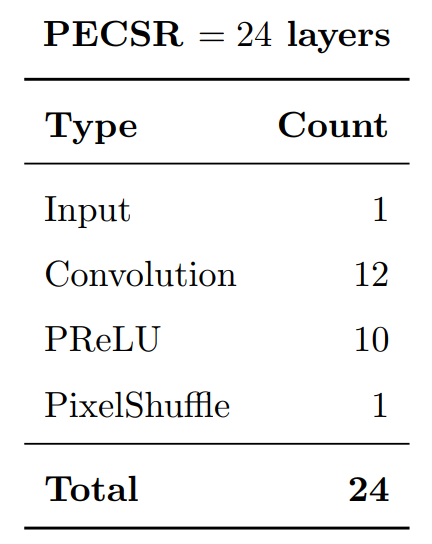 PECSR = 24 layers
Type Count
Input 1
Convolution 12
PReLU 10
PixelShuffle 1
Total 24